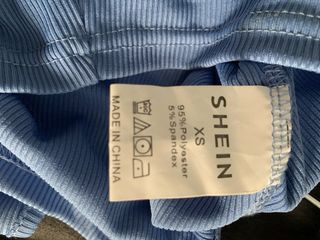 SHEIN
XS
95%Polyester
5%Spandex
MADE IN CHINA